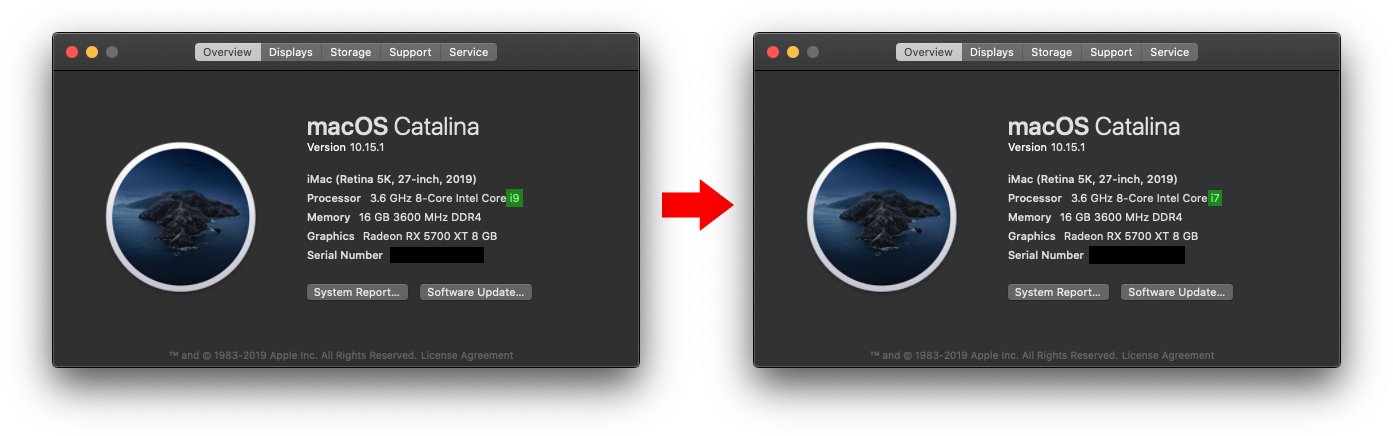 Overview Displays Storage Support Service
macOS Catalina
Version 10.15.1
iMac (Retina 5K, 27-inch, 2019)
Processor 3.6 GHz 8-Core Intel Core i9
Memory 16 GB 3600 MHz DDR4
Graphics Radeon RX 5700 XT 8 GB
Serial Number
System Report... Software Update...
™ and © 1983-2019 Apple Inc. All Rights Reserved. License Agreement
Overview Displays Storage Support Service
macOS Catalina
Version 10.15.1
iMac (Retina 5K, 27-inch, 2019)
Processor 3.6 GHz 8-Core Intel Core i7
Memory 16 GB 3600 MHz DDR4
Graphics Radeon RX 5700 XT 8 GB
Serial Number
System Report... Software Update...
™ and © 1983-2019 Apple Inc. All Rights Reserved. License Agreement